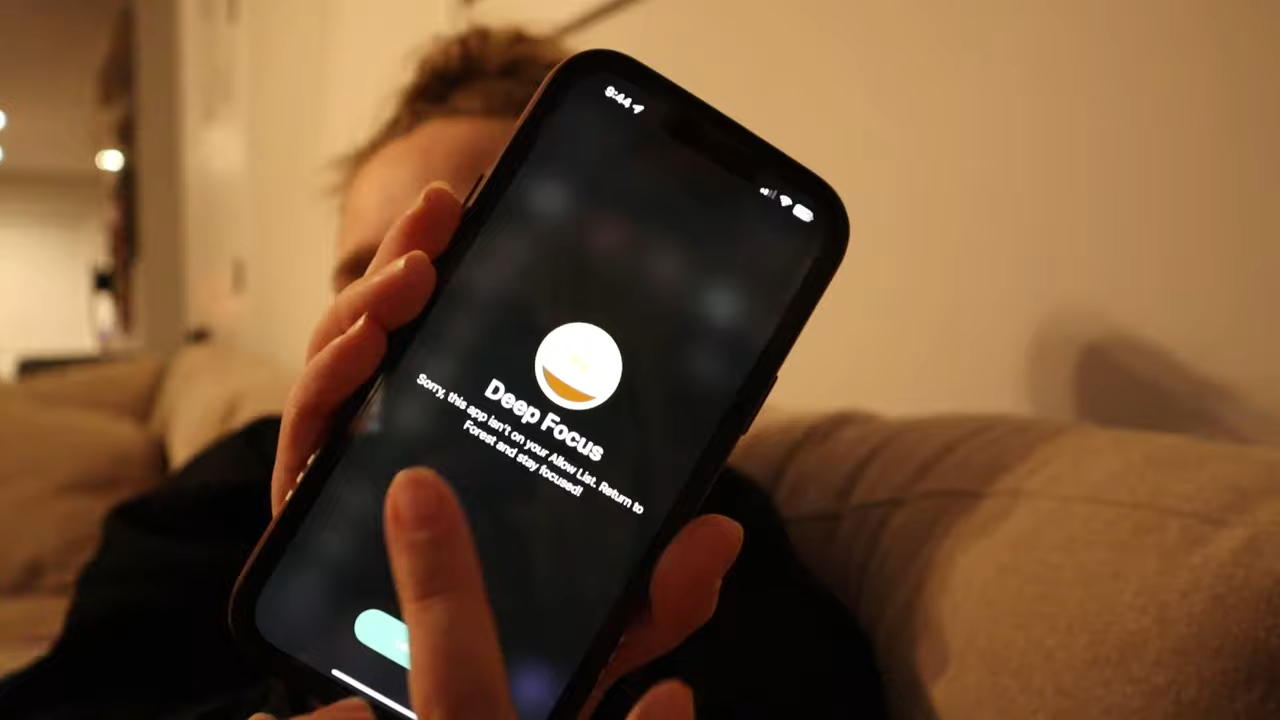 9:44
Deep Focus
Sorry, this app isn't on your Allow List. Return to
Forest and stay focused!